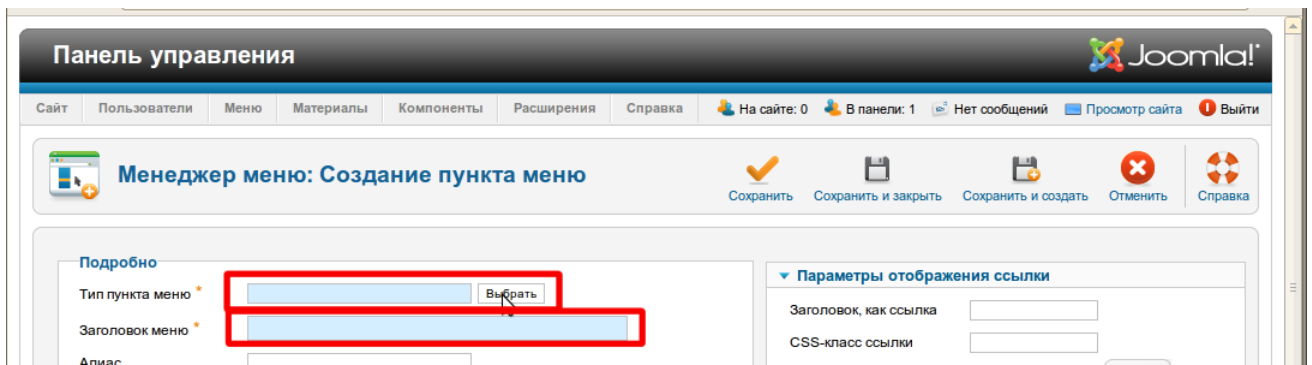 Панель управления
Joomla!
Сайт Пользователи Меню Материалы Компоненты Расширения Справка На сайте: 0 В панели: 1 Нет сообщений Просмотр сайта Выйти
Менеджер меню: Создание пункта меню
Сохранить Сохранить и закрыть Сохранить и создать Отменить Справка
Подробно
Тип пункта меню * Выбрать
Заголовок меню *
Алиас
Параметры отображения ссылки
Заголовок, как ссылка
CSS-класс ссылки